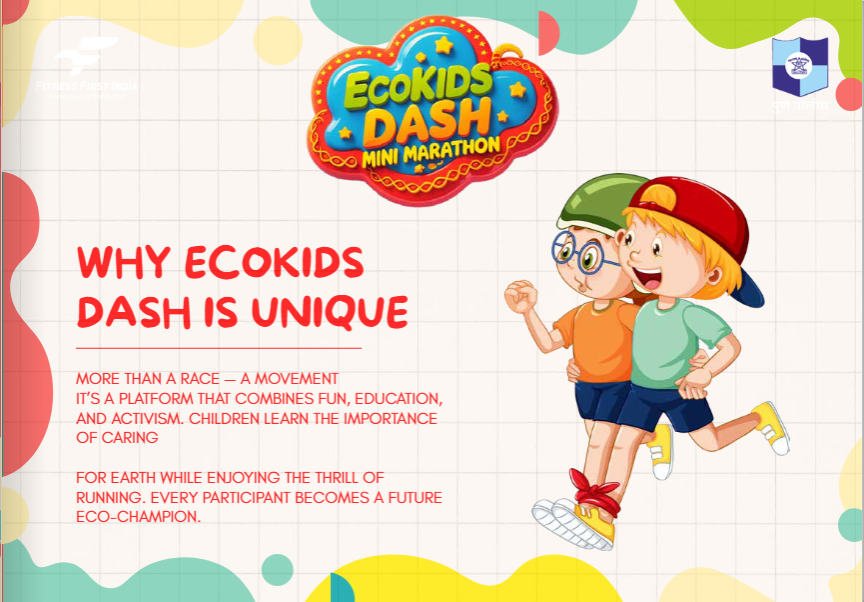 FITNESS FIRST INDIA
ECOKIDS
DASH
MINI MARATHON
WHY ECOKIDS
DASH IS UNIQUE
MORE THAN A RACE — A MOVEMENT
IT'S A PLATFORM THAT COMBINES FUN, EDUCATION,
AND ACTIVISM. CHILDREN LEARN THE IMPORTANCE
OF CARING
FOR EARTH WHILE ENJOYING THE THRILL OF
RUNNING. EVERY PARTICIPANT BECOMES A FUTURE
ECO-CHAMPION.